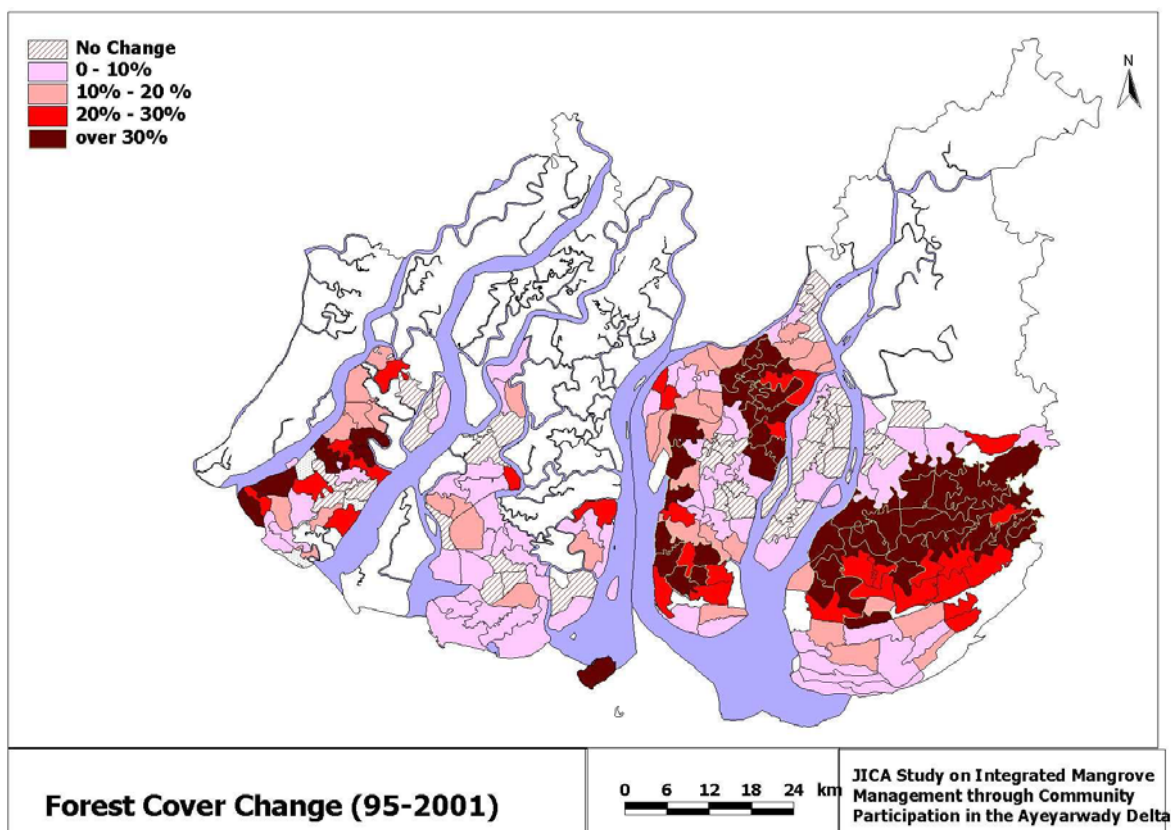 No Change
0 - 10%
10% - 20 %
20% - 30%
over 30%
N
Forest Cover Change (95-2001)
0 6 12 18 24 km
JICA Study on Integrated Mangrove
Management through Community
Participation in the Ayeyarwady Delta